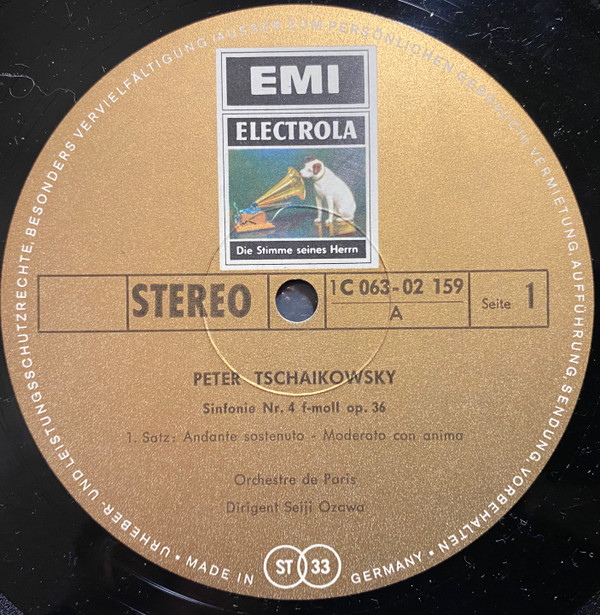 EMI
ELECTROLA
Die Stimme seines Herrn
STEREO
1 C 063-02 159
A
Seite 1
PETER TSCHAIKOWSKY
Sinfonie Nr. 4 f-moll op. 36
1. Satz: Andante sostenuto - Moderato con anima
Orchestre de Paris
Dirigent Seiji Ozawa
URHEBER- UND LEISTUNGSSCHUTZRECHTE, BESONDERS VERVIELFÄLTIGUNG (AUSSER ZUM PERSÖNLICHEN GEBRAUCH), VERMIETUNG, AUFFÜHRUNG, SENDUNG, VORBEHALTEN •
• MADE IN ST 33 GERMANY